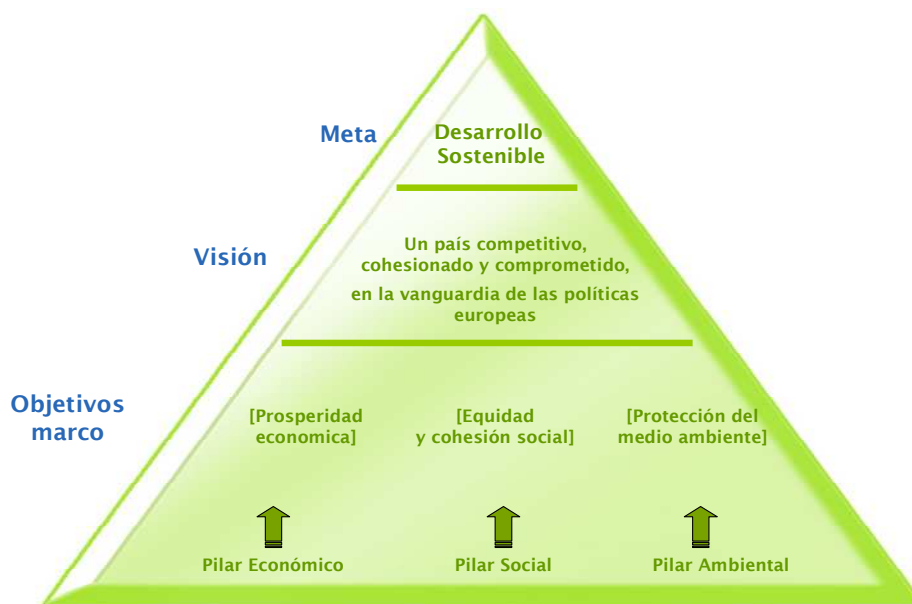 Meta
Desarrollo
Sostenible
Visión
Un país competitivo,
cohesionado y comprometido,
en la vanguardia de las políticas
europeas
Objetivos
marco
[Prosperidad
economica]
[Equidad
y cohesión social]
[Protección del
medio ambiente]
Pilar Económico
Pilar Social
Pilar Ambiental